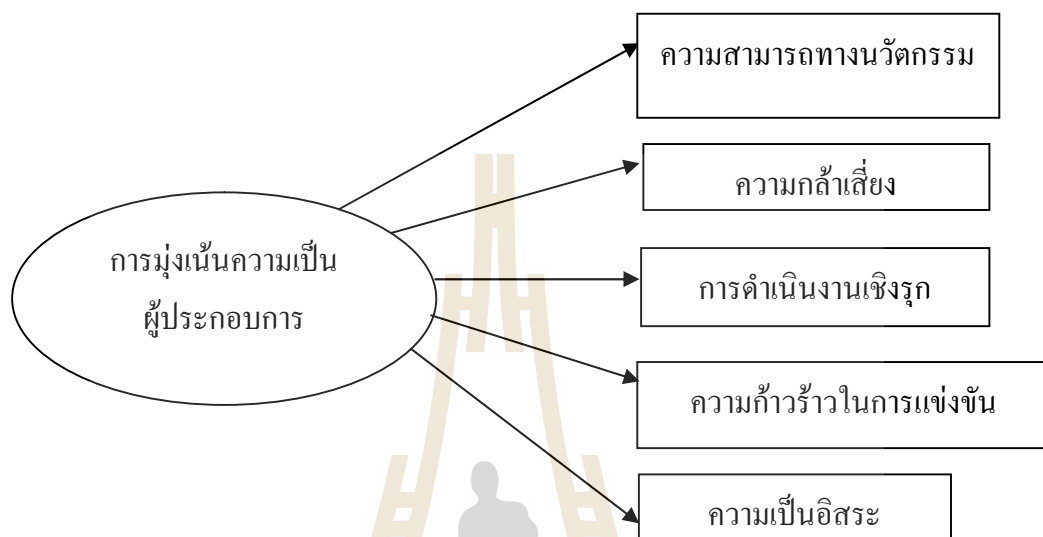 ความสามารถทางนวัตกรรม
ความกล้าเสี่ยง
การมุ่งเน้นความเป็น
ผู้ประกอบการ
การดำเนินงานเชิงรุก
ความก้าวร้าวในการแข่งขัน
ความเป็นอิสระ